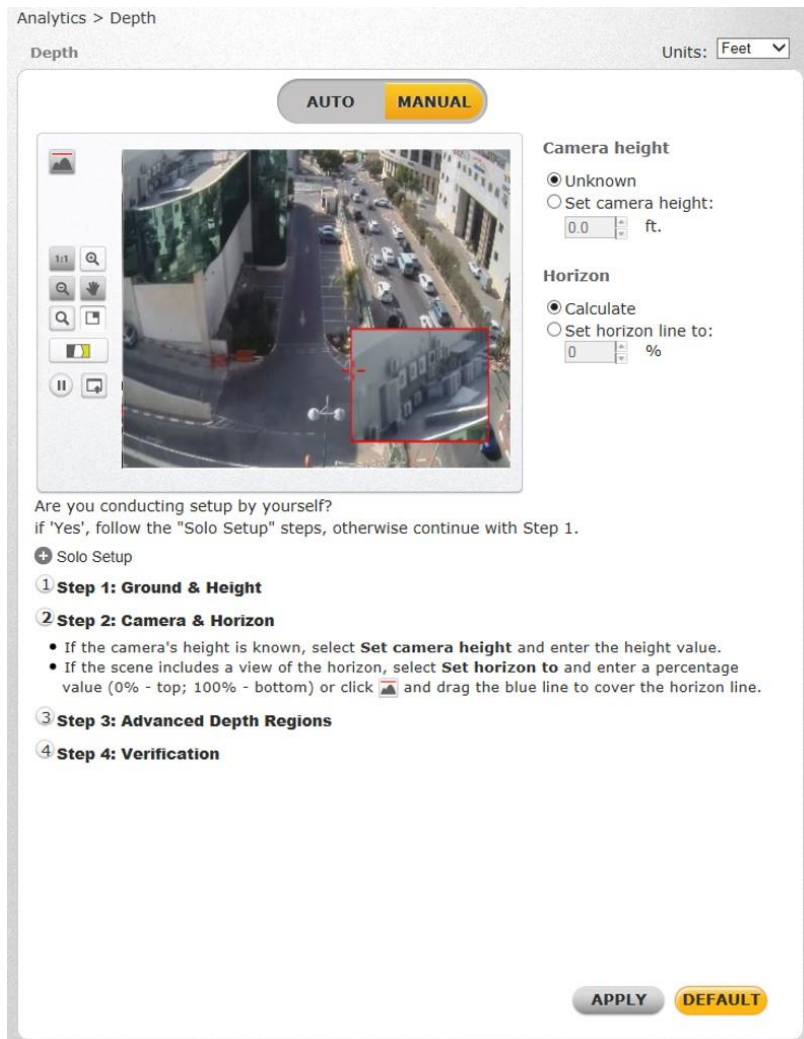 Analytics > Depth
Depth
Units: Feet
AUTO MANUAL
Camera height
Unknown
Set camera height:
0.0 ft.
Horizon
Calculate
Set horizon line to:
0 %
1:1
Are you conducting setup by yourself?
if 'Yes', follow the "Solo Setup" steps, otherwise continue with Step 1.
Solo Setup
1 Step 1: Ground & Height
2 Step 2: Camera & Horizon
• If the camera's height is known, select Set camera height and enter the height value.
• If the scene includes a view of the horizon, select Set horizon to and enter a percentage
value (0% - top; 100% - bottom) or click and drag the blue line to cover the horizon line.
3 Step 3: Advanced Depth Regions
4 Step 4: Verification
APPLY DEFAULT